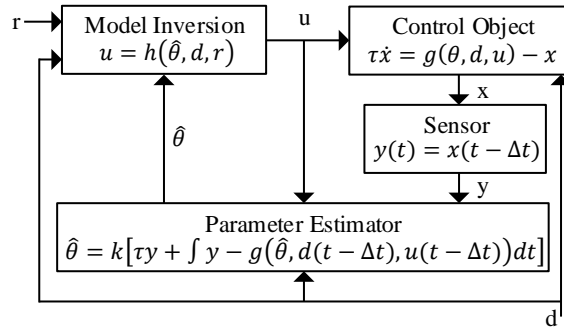 r
Model Inversion
u = h(θ̂, d, r)
u
Control Object
τẋ = g(θ, d, u) − x
x
Sensor
y(t) = x(t − Δt)
θ̂
y
Parameter Estimator
θ̂ = k[τy + ∫ y − g(θ̂, d(t − Δt), u(t − Δt))dt]
d